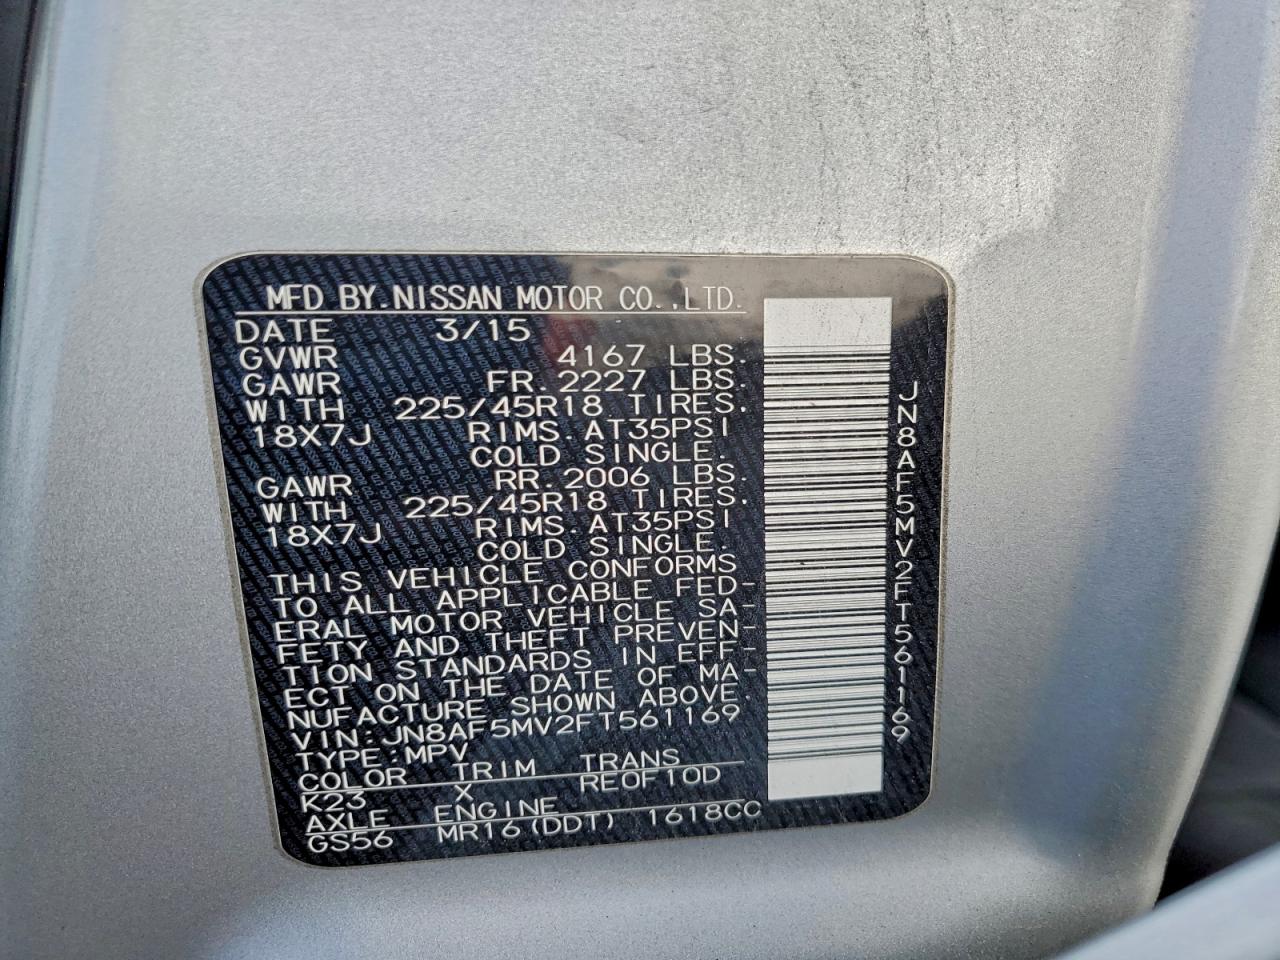 MFD BY.NISSAN MOTOR CO.,LTD.
DATE 3/15
GVWR 4167 LBS.
GAWR FR.2227 LBS.
WITH 225/45R18 TIRES.
18X7J RIMS.AT35PSI
COLD SINGLE.
GAWR RR.2006 LBS.
WITH 225/45R18 TIRES.
18X7J RIMS.AT35PSI
COLD SINGLE.
THIS VEHICLE CONFORMS
TO ALL APPLICABLE FED-
ERAL MOTOR VEHICLE SA-
FETY AND THEFT PREVEN-
TION STANDARDS IN EFF-
ECT ON THE DATE OF MA-
NUFACTURE SHOWN ABOVE.
VIN:JN8AF5MV2FT561169
TYPE:MPV
COLOR TRIM TRANS
K23 X RE0F10D
AXLE ENGINE
GS56 MR16(DDT) 1618CC
JN8AF5MV2FT561169